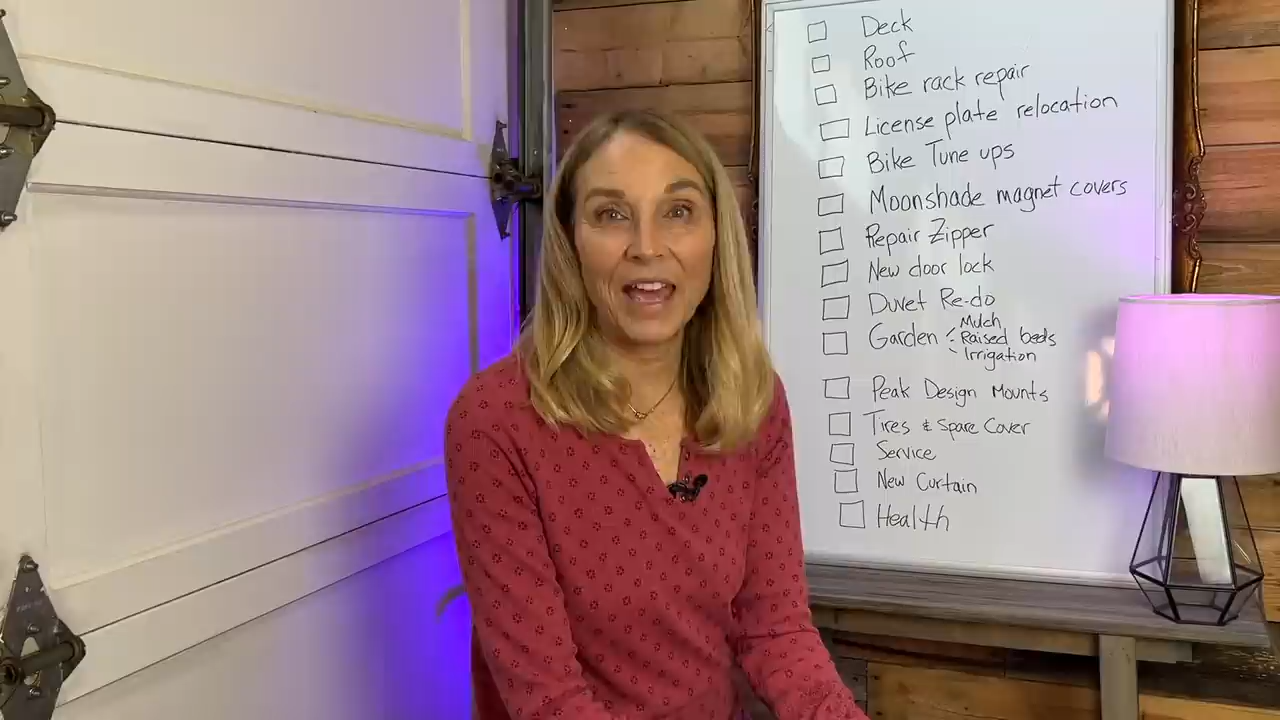 Deck
Roof
Bike rack repair
License plate relocation
Bike Tune ups
Moonshade magnet covers
Repair Zipper
New door lock
Duvet Re-do
Mulch
Garden Raised beds
Irrigation
Peak Design Mounts
Tires & Spare Cover
Service
New Curtain
Health